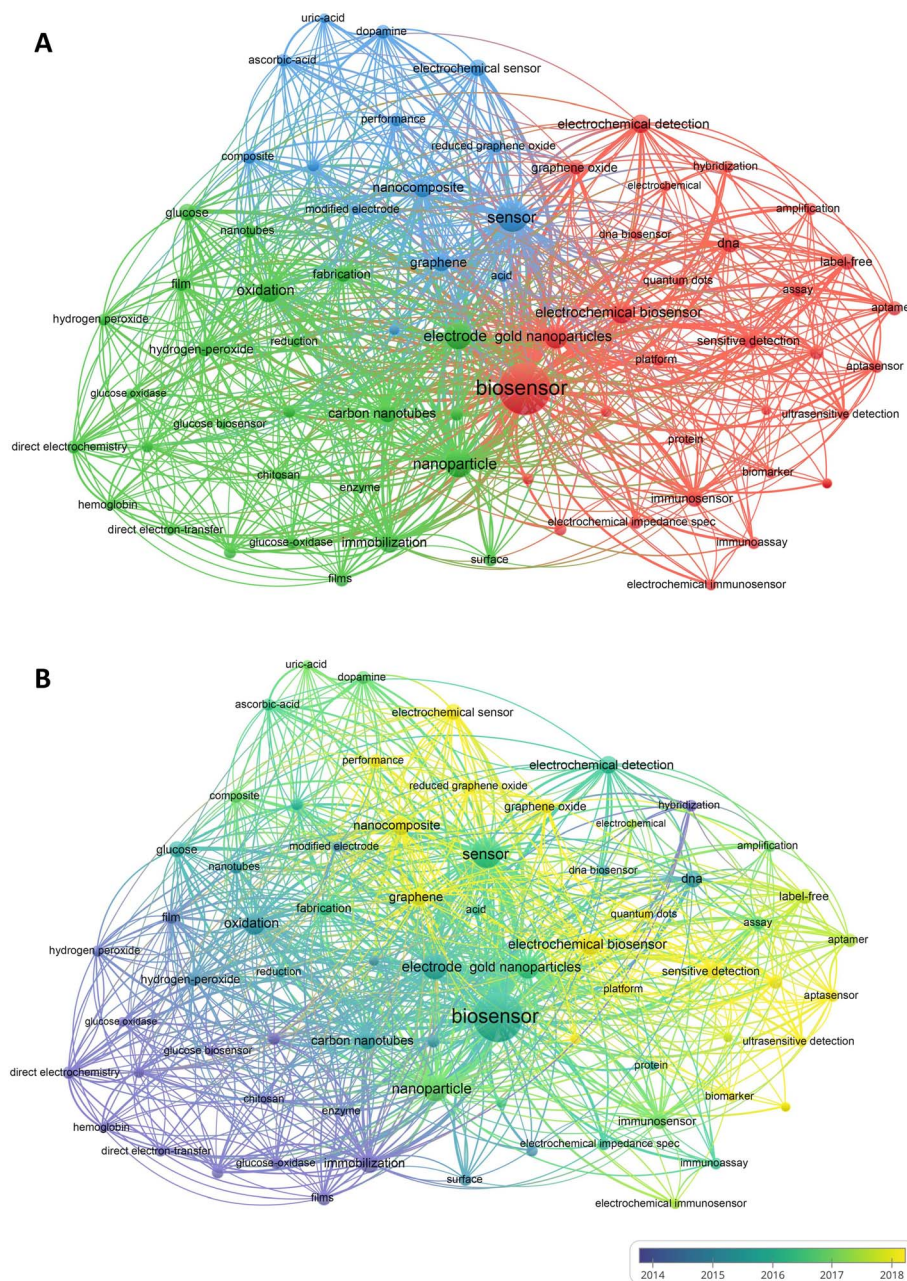 A
uric-acid
dopamine
ascorbic-acid
electrochemical sensor
performance
electrochemical detection
composite
reduced graphene oxide
graphene oxide
hybridization
nanocomposite
electrochemical
glucose
modified electrode
sensor
amplification
nanotubes
dna biosensor
dna
fabrication
graphene
acid
quantum dots
label-free
film
oxidation
assay
hydrogen peroxide
electrochemical biosensor
aptamer
hydrogen-peroxide
reduction
electrode
gold nanoparticles
sensitive detection
platform
aptasensor
glucose oxidase
biosensor
glucose biosensor
carbon nanotubes
ultrasensitive detection
direct electrochemistry
protein
chitosan
nanoparticle
biomarker
enzyme
hemoglobin
immunosensor
direct electron-transfer
electrochemical impedance spec
glucose-oxidase
immobilization
immunoassay
surface
films
electrochemical immunosensor
B
uric-acid
dopamine
ascorbic-acid
electrochemical sensor
performance
electrochemical detection
composite
reduced graphene oxide
graphene oxide
hybridization
nanocomposite
electrochemical
glucose
modified electrode
sensor
amplification
nanotubes
dna biosensor
dna
fabrication
graphene
acid
quantum dots
label-free
film
oxidation
assay
hydrogen peroxide
electrochemical biosensor
aptamer
hydrogen-peroxide
reduction
electrode
gold nanoparticles
sensitive detection
platform
aptasensor
glucose oxidase
biosensor
glucose biosensor
carbon nanotubes
ultrasensitive detection
direct electrochemistry
protein
chitosan
nanoparticle
biomarker
enzyme
hemoglobin
immunosensor
direct electron-transfer
electrochemical impedance spec
glucose-oxidase
immobilization
immunoassay
surface
films
electrochemical immunosensor
2014 2015 2016 2017 2018